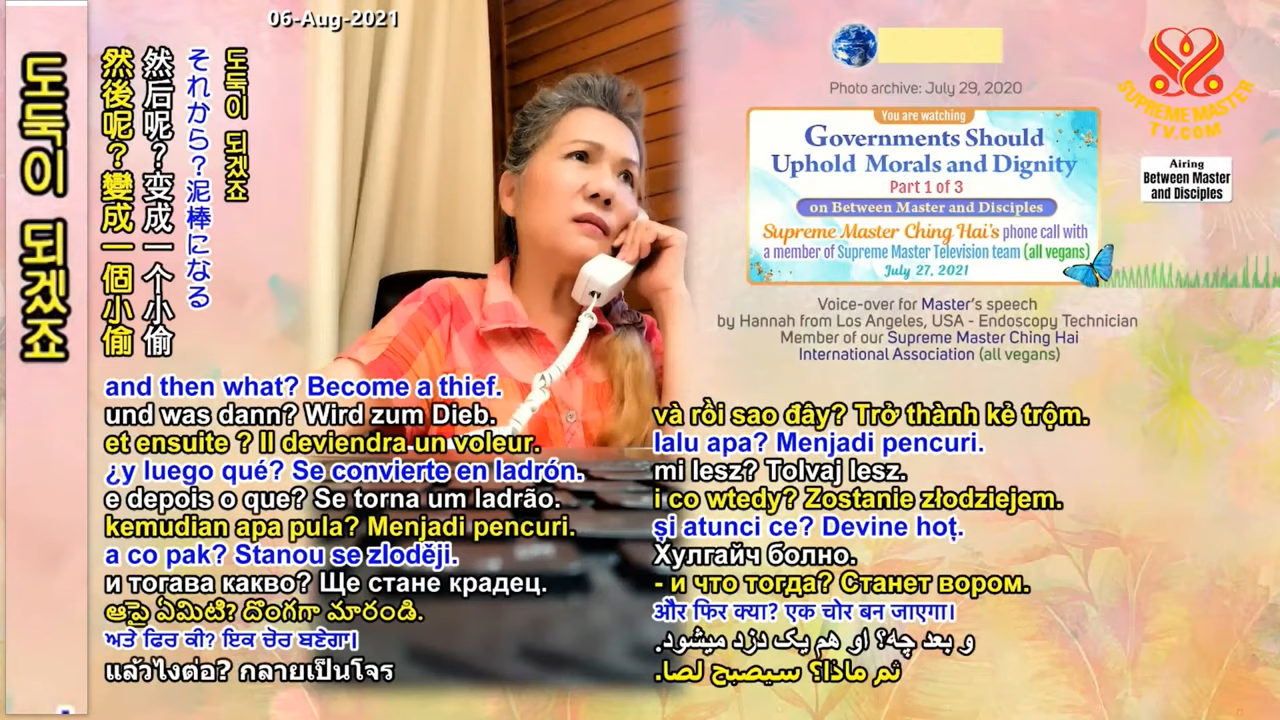 06-Aug-2021
도둑이 되겠죠
然後呢？變成一個小偷
然后呢？变成一个小偷
それから？泥棒になる
도둑이 되겠죠
Photo archive: July 29, 2020
You are watching
Governments Should
Uphold Morals and Dignity
Part 1 of 3
on Between Master and Disciples
Supreme Master Ching Hai's phone call with
a member of Supreme Master Television team (all vegans)
July 27, 2021
SUPREME MASTER
TV.COM
Airing
Between Master
and Disciples
Voice-over for Master's speech
by Hannah from Los Angeles, USA - Endoscopy Technician
Member of our Supreme Master Ching Hai
International Association (all vegans)
and then what? Become a thief.
und was dann? Wird zum Dieb.
et ensuite ? Il deviendra un voleur.
¿y luego qué? Se convierte en ladrón.
e depois o que? Se torna um ladrão.
kemudian apa pula? Menjadi pencuri.
a co pak? Stanou se zloději.
и тогава какво? Ще стане крадец.
ఆపై ఏమిటి? దొంగగా మారండి.
ਅਤੇ ਫਿਰ ਕੀ? ਇਕ ਚੋਰ ਬਣੇਗਾ।
แล้วไงต่อ? กลายเป็นโจร
và rồi sao đây? Trở thành kẻ trộm.
lalu apa? Menjadi pencuri.
mi lesz? Tolvaj lesz.
i co wtedy? Zostanie złodziejem.
și atunci ce? Devine hoț.
Хулгайч болно.
- и что тогда? Станет вором.
और फिर क्या? एक चोर बन जाएगा।
و بعد چه؟ او هم یک دزد میشود.
ثم ماذا؟ سيصبح لصا.